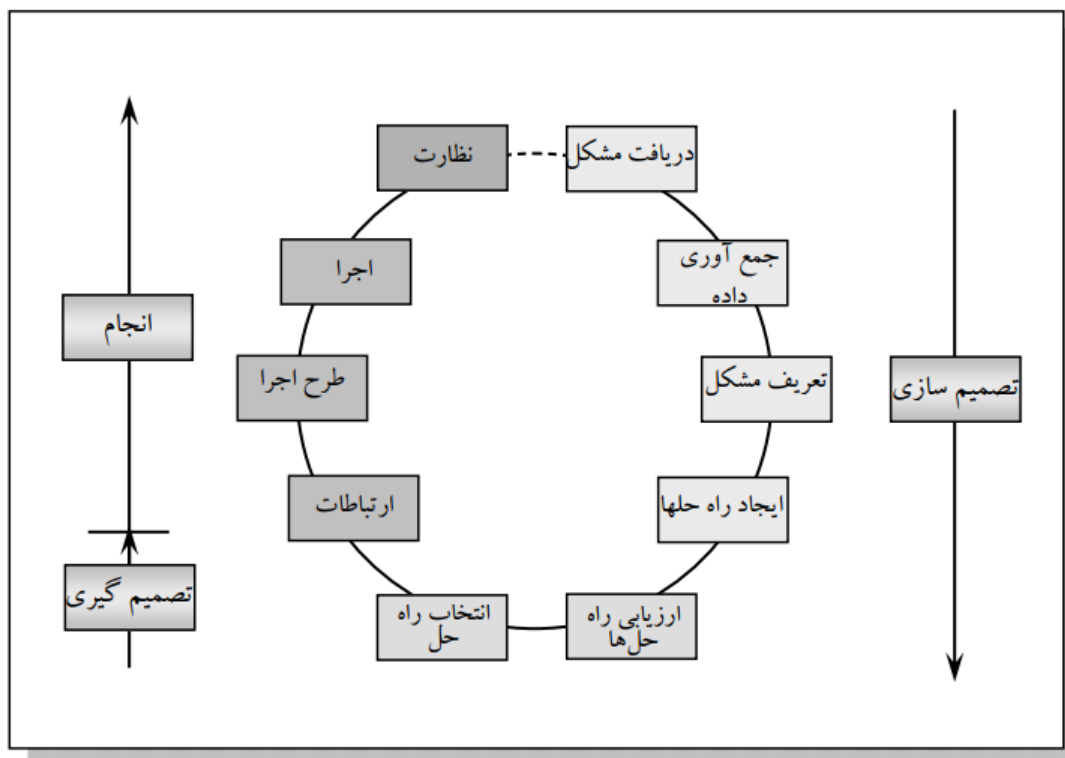 دریافت مشکل
نظارت
جمع آوری
داده
اجرا
انجام
تعریف مشکل
طرح اجرا
تصمیم سازی
ایجاد راه حلها
ارتباطات
تصمیم گیری
ارزیابی راه
حل‌ها
انتخاب راه
حل